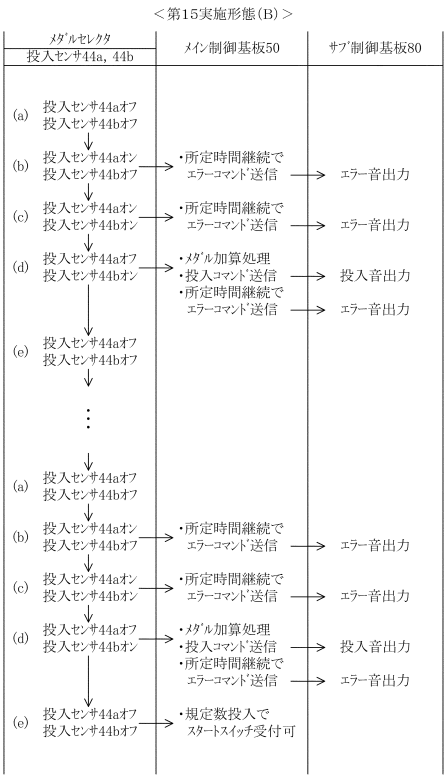 ＜第15実施形態(B)＞
メダルセレクタ
投入センサ44a, 44b
メイン制御基板50
サブ制御基板80
(a)
投入センサ44aオフ
投入センサ44bオフ
(b)
投入センサ44aオン
投入センサ44bオフ
・所定時間継続で
エラーコマンド送信
エラー音出力
(c)
投入センサ44aオン
投入センサ44bオン
・所定時間継続で
エラーコマンド送信
エラー音出力
(d)
投入センサ44aオフ
投入センサ44bオン
・メダル加算処理
・投入コマンド送信
投入音出力
・所定時間継続で
エラーコマンド送信
エラー音出力
(e)
投入センサ44aオフ
投入センサ44bオフ
⋮
(a)
投入センサ44aオフ
投入センサ44bオフ
(b)
投入センサ44aオン
投入センサ44bオフ
・所定時間継続で
エラーコマンド送信
エラー音出力
(c)
投入センサ44aオン
投入センサ44bオン
・所定時間継続で
エラーコマンド送信
エラー音出力
(d)
投入センサ44aオフ
投入センサ44bオン
・メダル加算処理
・投入コマンド送信
投入音出力
・所定時間継続で
エラーコマンド送信
エラー音出力
(e)
投入センサ44aオフ
投入センサ44bオフ
・規定数投入で
スタートスイッチ受付可